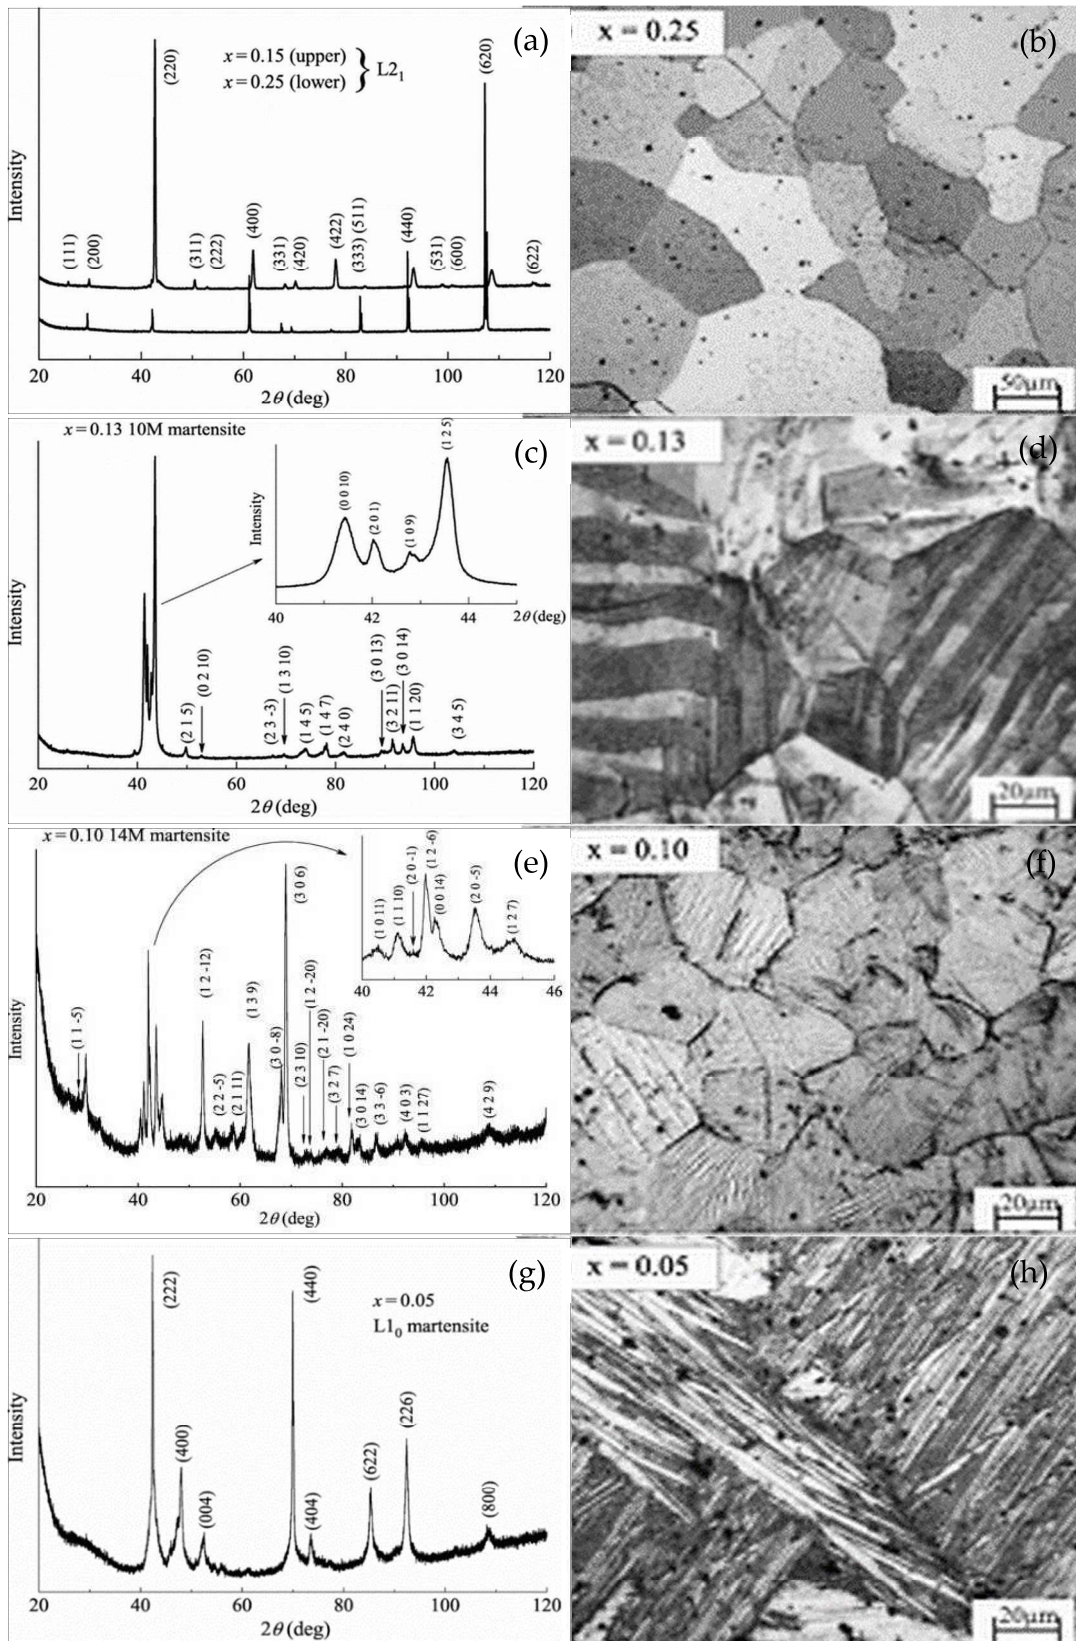 (a)
x = 0.15 (upper)
x = 0.25 (lower)
} L2₁
(220)
(620)
(111)
(200)
(311)
(222)
(400)
(331)
(420)
(422)
(333) (511)
(440)
(531)
(600)
(622)
Intensity
20 40 60 80 100 120
2θ (deg)
x = 0.25
(b)
50μm
x = 0.13 10M martensite
(c)
(0 0 10)
(2 0 1)
(1 0 9)
(1 2 5)
Intensity
40 42 44
2θ (deg)
(2 1 5)
(0 2 10)
(2 3 -3)
(1 3 10)
(1 4 5)
(1 4 7)
(2 4 0)
(3 0 13)
(3 2 11)
(3 0 14)
(1 1 20)
(3 4 5)
Intensity
20 40 60 80 100 120
2θ (deg)
x = 0.13
(d)
20μm
x = 0.10 14M martensite
(e)
(1 0 11)
(1 1 10)
(2 0 -1)
(1 2 -6)
(0 0 14)
(2 0 -5)
(1 2 7)
40 42 44 46
(1 1 -5)
(1 2 -12)
(2 2 -5)
(2 1 11)
(1 3 9)
(3 0 -8)
(3 0 6)
(2 3 10)
(1 2 -20)
(2 1 -20)
(3 2 7)
(1 0 24)
(3 0 14)
(3 3 -6)
(4 0 3)
(1 1 27)
(4 2 9)
Intensity
20 40 60 80 100 120
2θ (deg)
x = 0.10
(f)
20μm
(g)
x = 0.05
L1₀ martensite
(222)
(400)
(004)
(440)
(404)
(622)
(226)
(800)
Intensity
20 40 60 80 100 120
2θ (deg)
x = 0.05
(h)
20μm